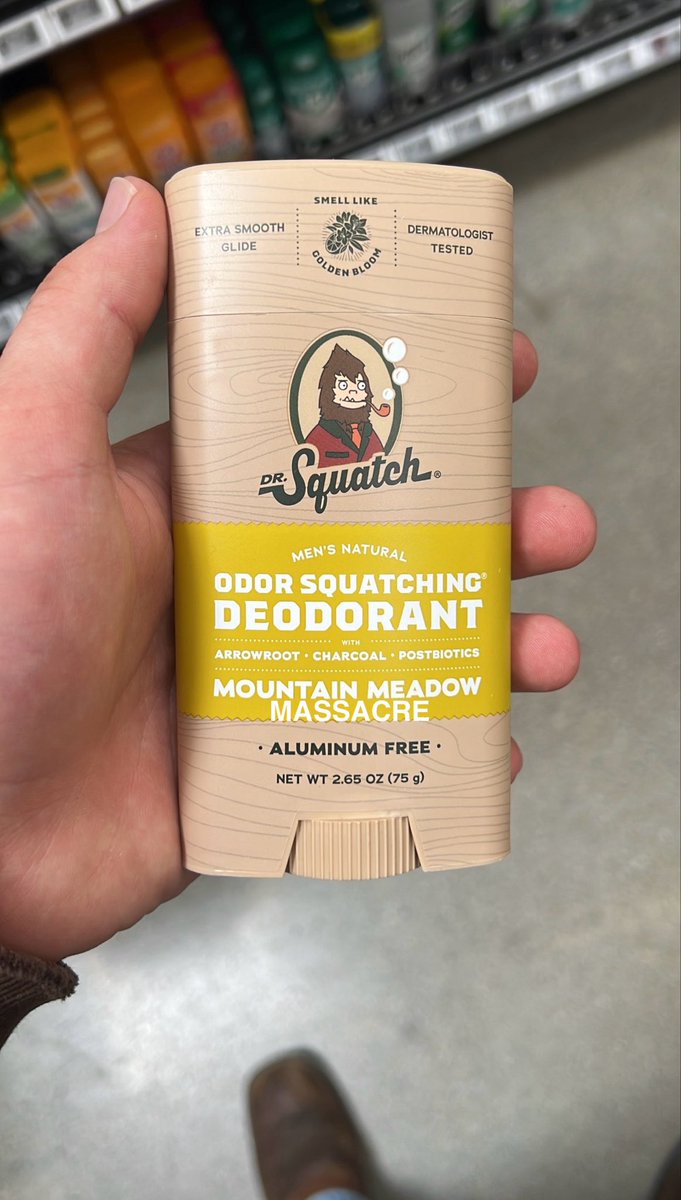 SMELL LIKE
EXTRA SMOOTH
GLIDE
GOLDEN BLOOM
DERMATOLOGIST
TESTED
DR. Squatch®
MEN'S NATURAL
ODOR SQUATCHING®
DEODORANT
WITH
ARROWROOT · CHARCOAL · POSTBIOTICS
MOUNTAIN MEADOW
MASSACRE
· ALUMINUM FREE ·
NET WT 2.65 OZ (75 g)